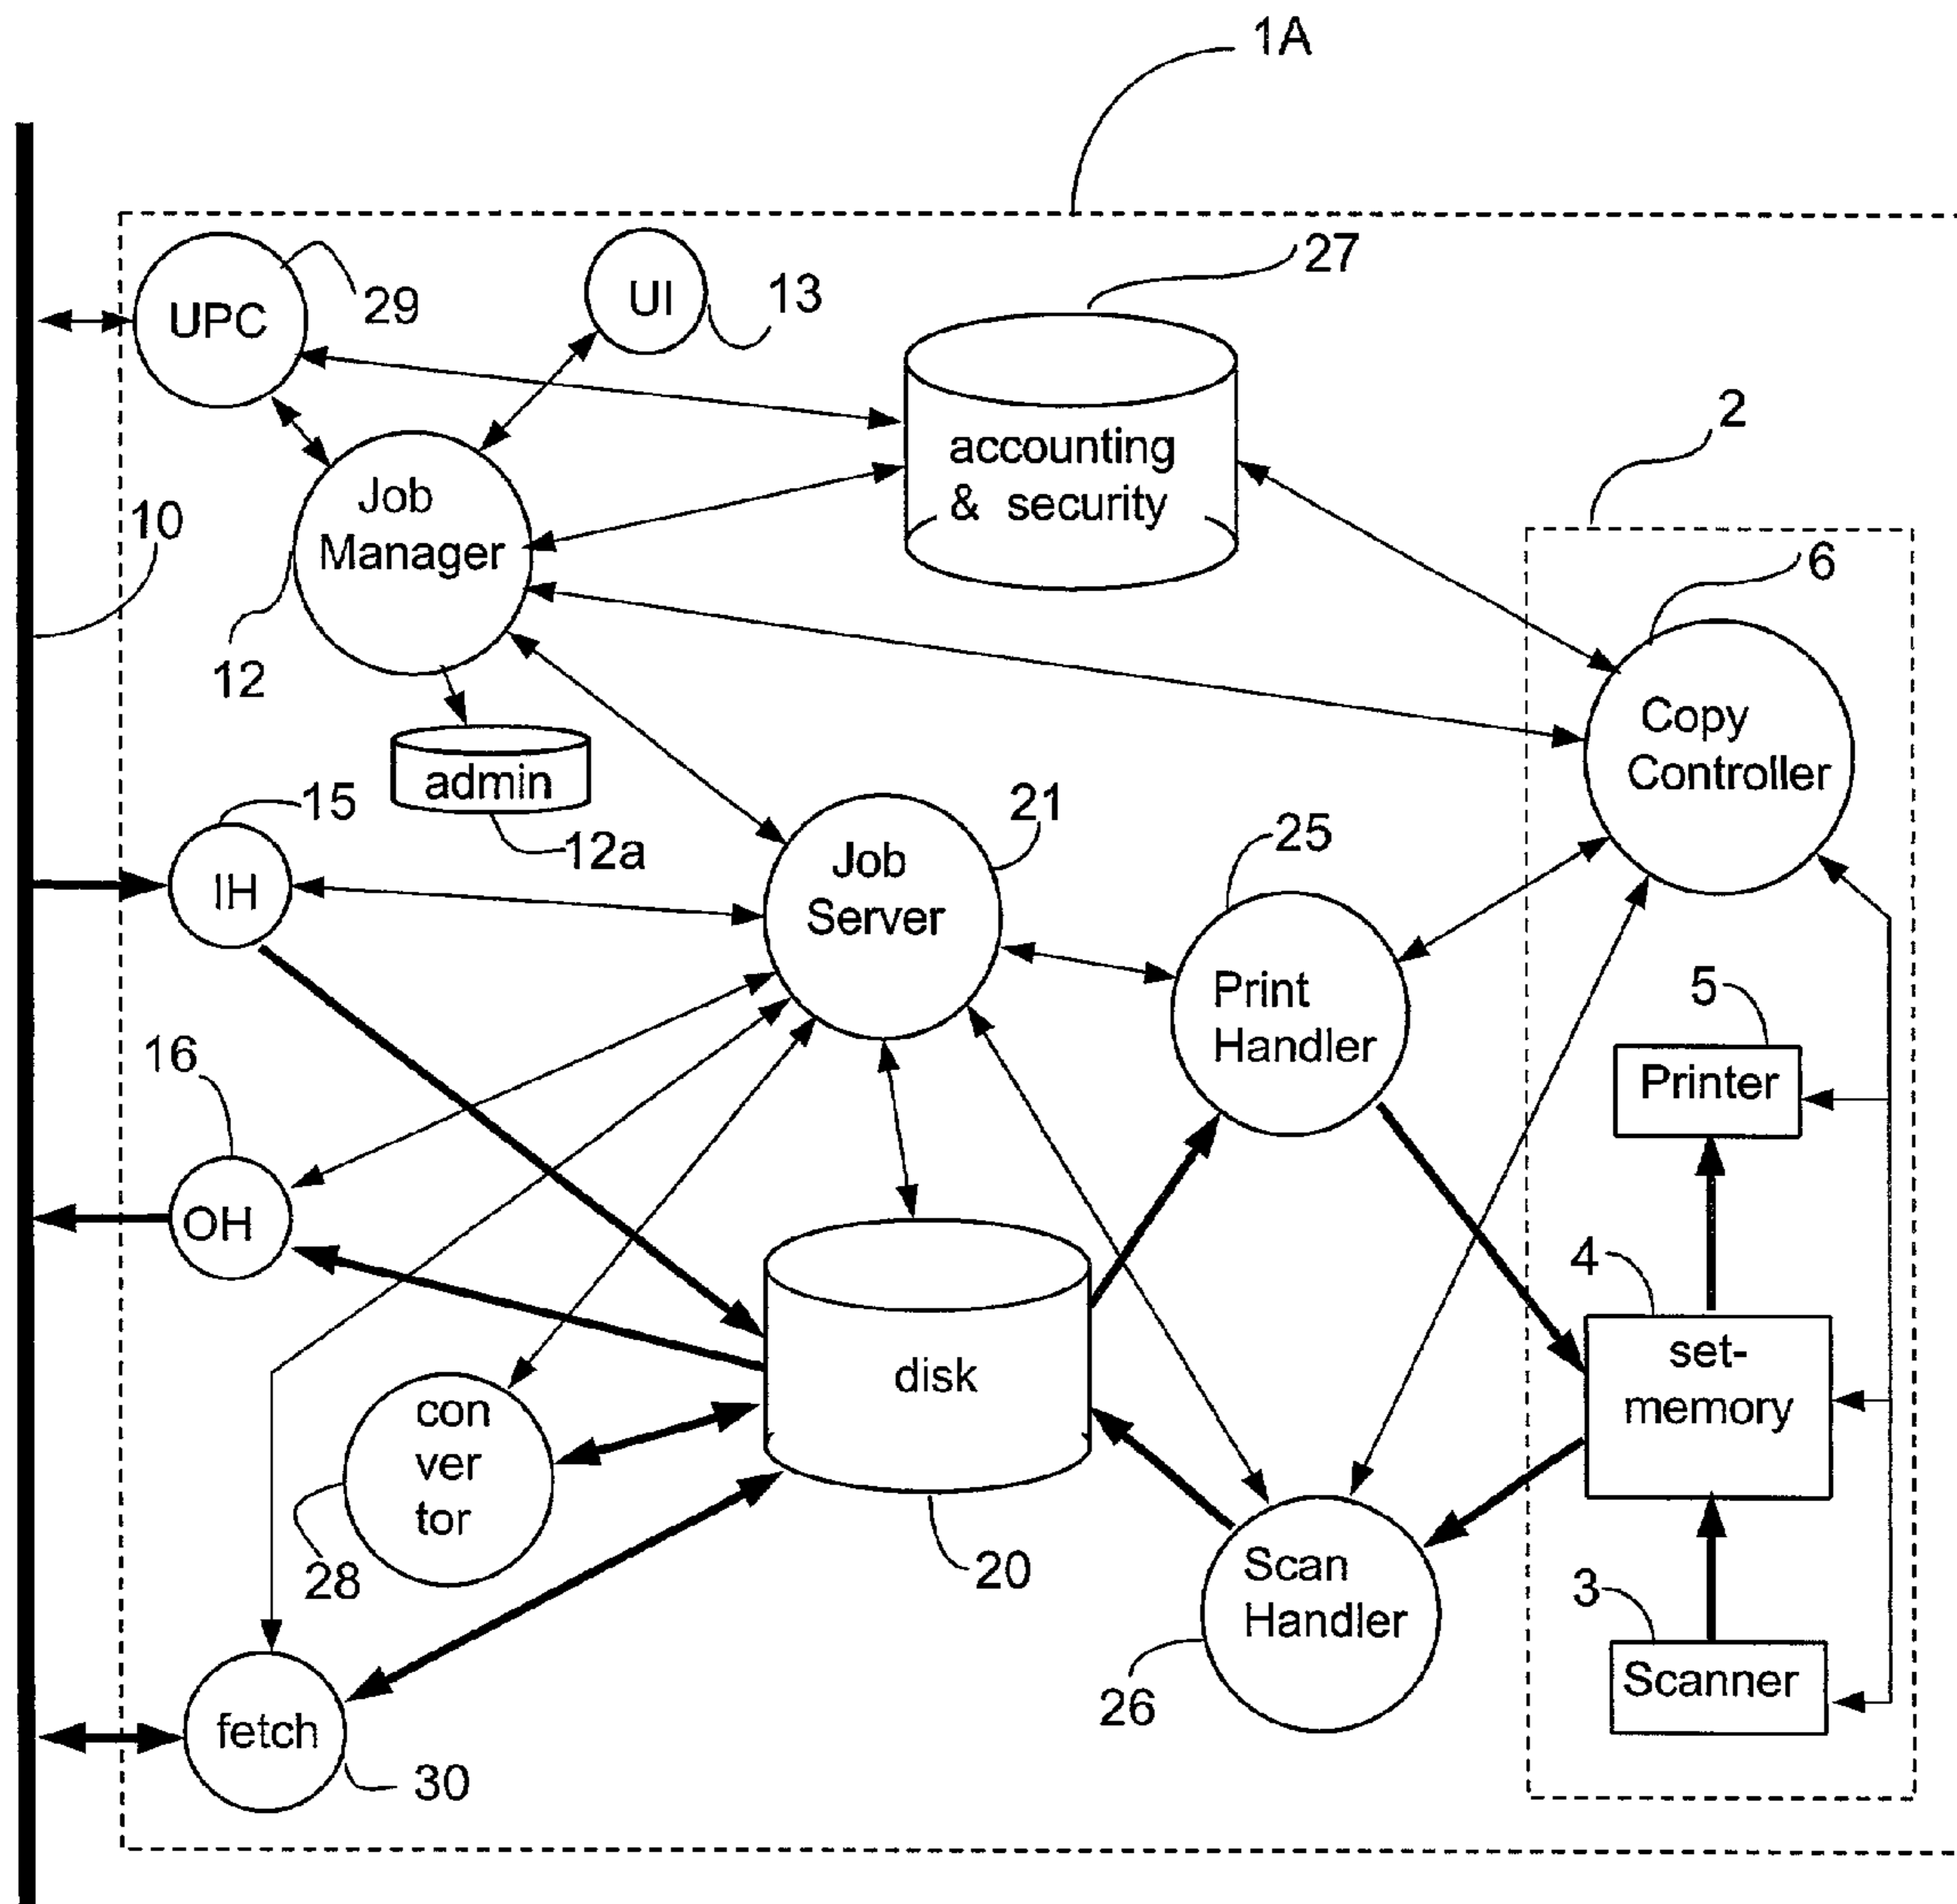 1A
UPC
29
UI
13
27
accounting
& security
2
10
Job
Manager
12
6
Copy
Controller
admin
12a
15
IH
21
Job
Server
25
Print
Handler
5
Printer
16
OH
4
set-
memory
disk
con
ver
tor
28
20
Scan
Handler
3
Scanner
26
fetch
30